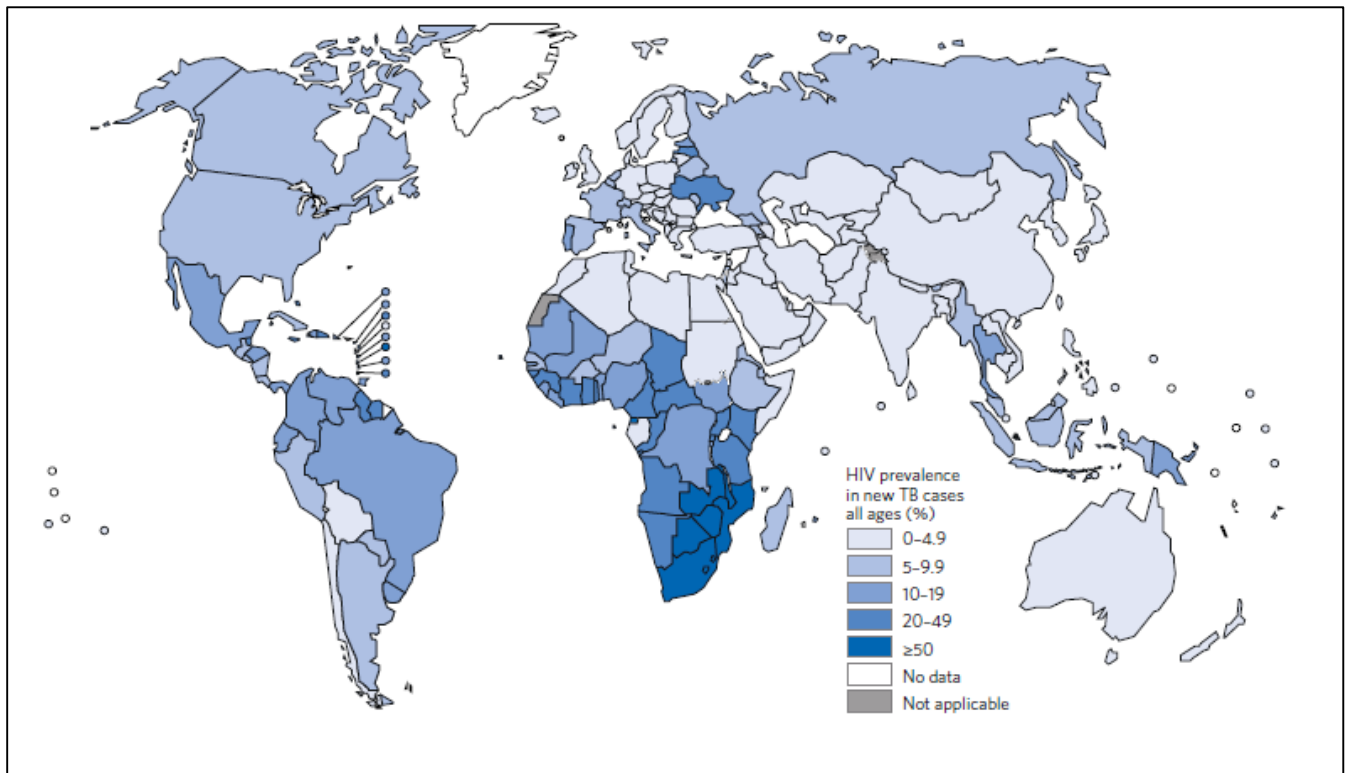 HIV prevalence
in new TB cases
all ages (%)
0–4.9
5–9.9
10–19
20–49
≥50
No data
Not applicable